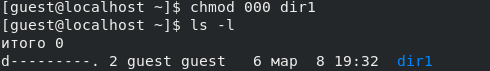 [guest@localhost ~]$ chmod 000 dir1
[guest@localhost ~]$ ls -l
итого 0
d---------. 2 guest guest   6 мар  8 19:32  dir1